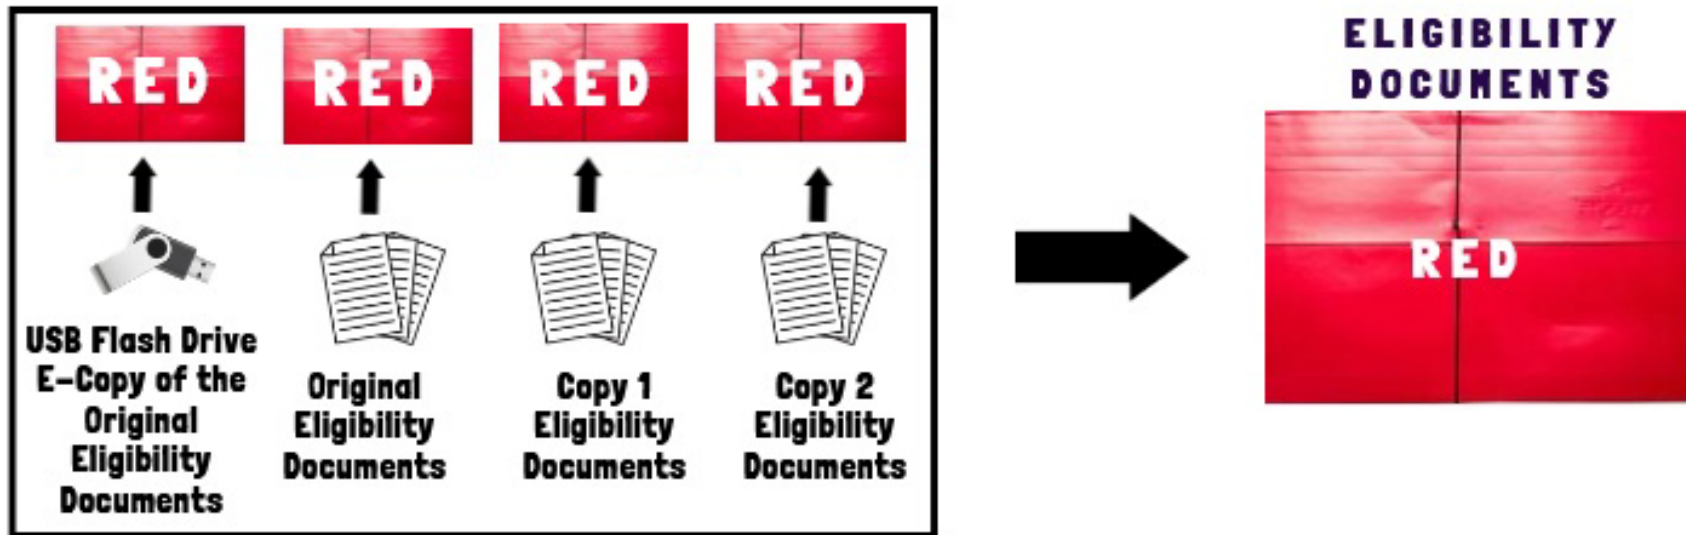 RED
RED
RED
RED
USB Flash Drive
E-Copy of the
Original
Eligibility
Documents
Original
Eligibility
Documents
Copy 1
Eligibility
Documents
Copy 2
Eligibility
Documents
ELIGIBILITY
DOCUMENTS
RED